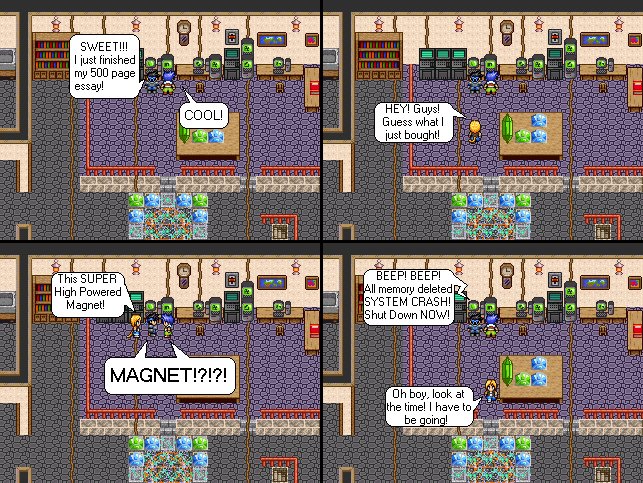 SWEET!!!
I just finished
my 500 page
essay!
COOL!
HEY! Guys!
Guess what I
just bought!
This SUPER
High Powered
Magnet!
MAGNET!?!?!
BEEP! BEEP!
All memory deleted
SYSTEM CRASH!
Shut Down NOW!
Oh boy, look at
the time! I have to
be going!